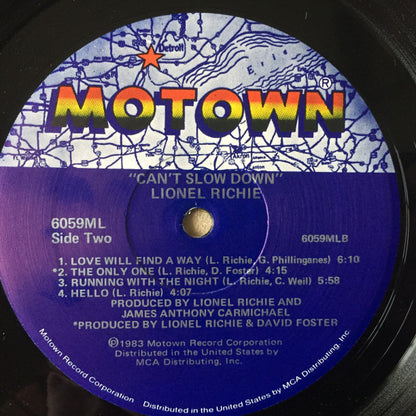 Detroit
Erie
MOTOWN®
"CAN'T SLOW DOWN"
LIONEL RICHIE
6059ML
Side Two
6059MLB
1. LOVE WILL FIND A WAY (L. Richie, G. Phillinganes) 6:10
*2. THE ONLY ONE (L. Richie, D. Foster) 4:15
3. RUNNING WITH THE NIGHT (L. Richie, C. Weil) 5:58
4. HELLO (L. Richie) 4:07
PRODUCED BY LIONEL RICHIE AND
JAMES ANTHONY CARMICHAEL
*PRODUCED BY LIONEL RICHIE & DAVID FOSTER
℗1983 Motown Record Corporation
Distributed in the United States by
MCA Distributing, Inc.
Motown Record Corporation
Distributed in the United States by MCA Distributing, Inc.